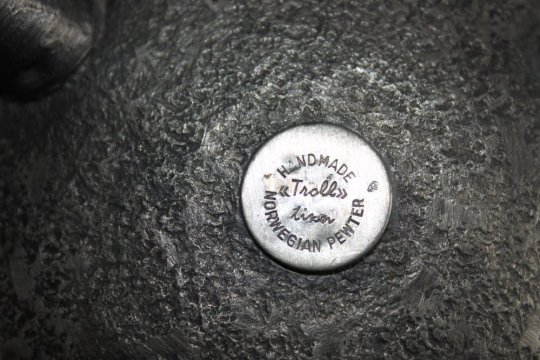 HANDMADE
«Troll»
tinn
NORWEGIAN PEWTER